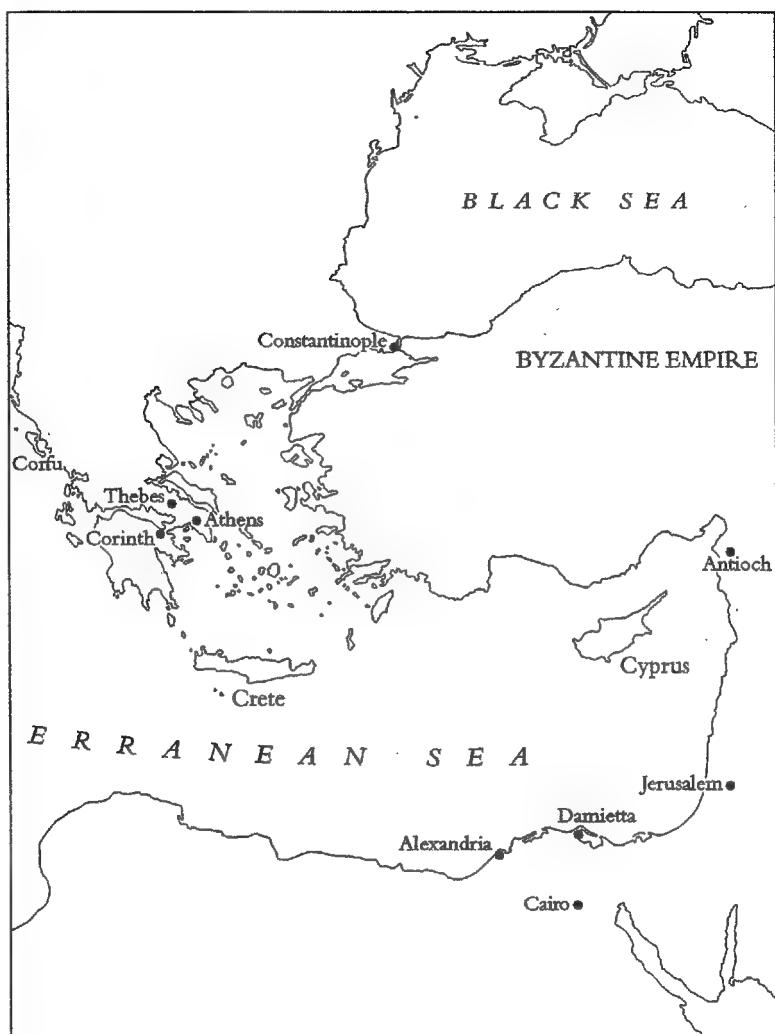 BLACK SEA
Constantinople
BYZANTINE EMPIRE
Corfu
Thebes
Athens
Corinth
Antioch
Cyprus
Crete
ERRANEAN SEA
Jerusalem
Damietta
Alexandria
Cairo